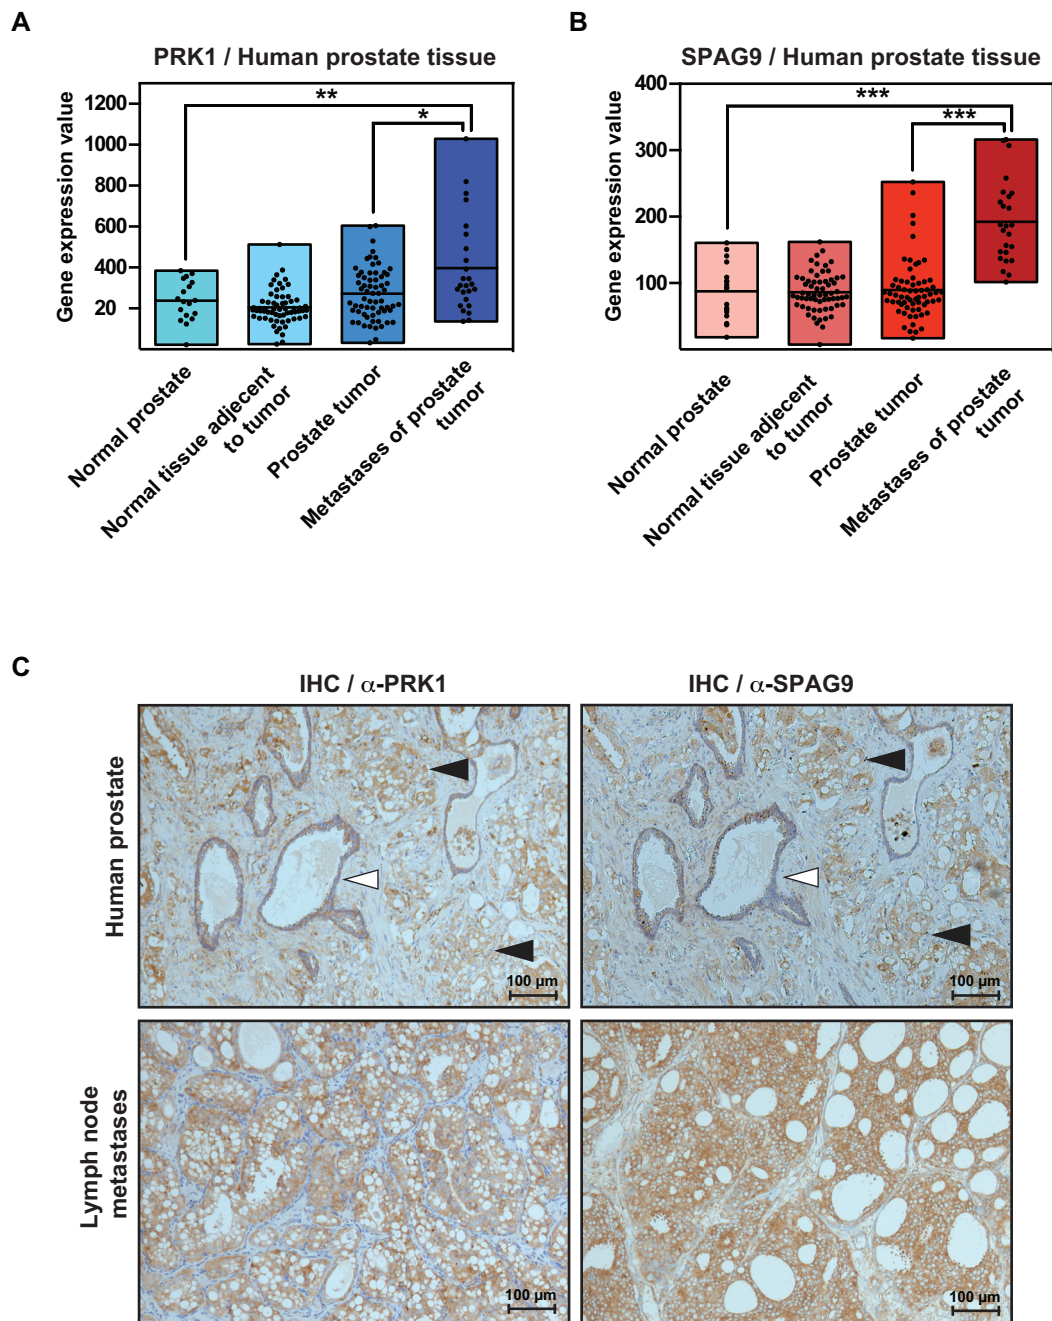 A
PRK1 / Human prostate tissue
Gene expression value
1200
1000
800
600
400
20
**
*
Normal prostate
Normal tissue adjecent
to tumor
Prostate tumor
Metastases of prostate
tumor
B
SPAG9 / Human prostate tissue
Gene expression value
400
300
200
100
***
***
Normal prostate
Normal tissue adjecent
to tumor
Prostate tumor
Metastases of prostate
tumor
C
IHC / α-PRK1
IHC / α-SPAG9
Human prostate
100 µm
100 µm
Lymph node
metastases
100 µm
100 µm